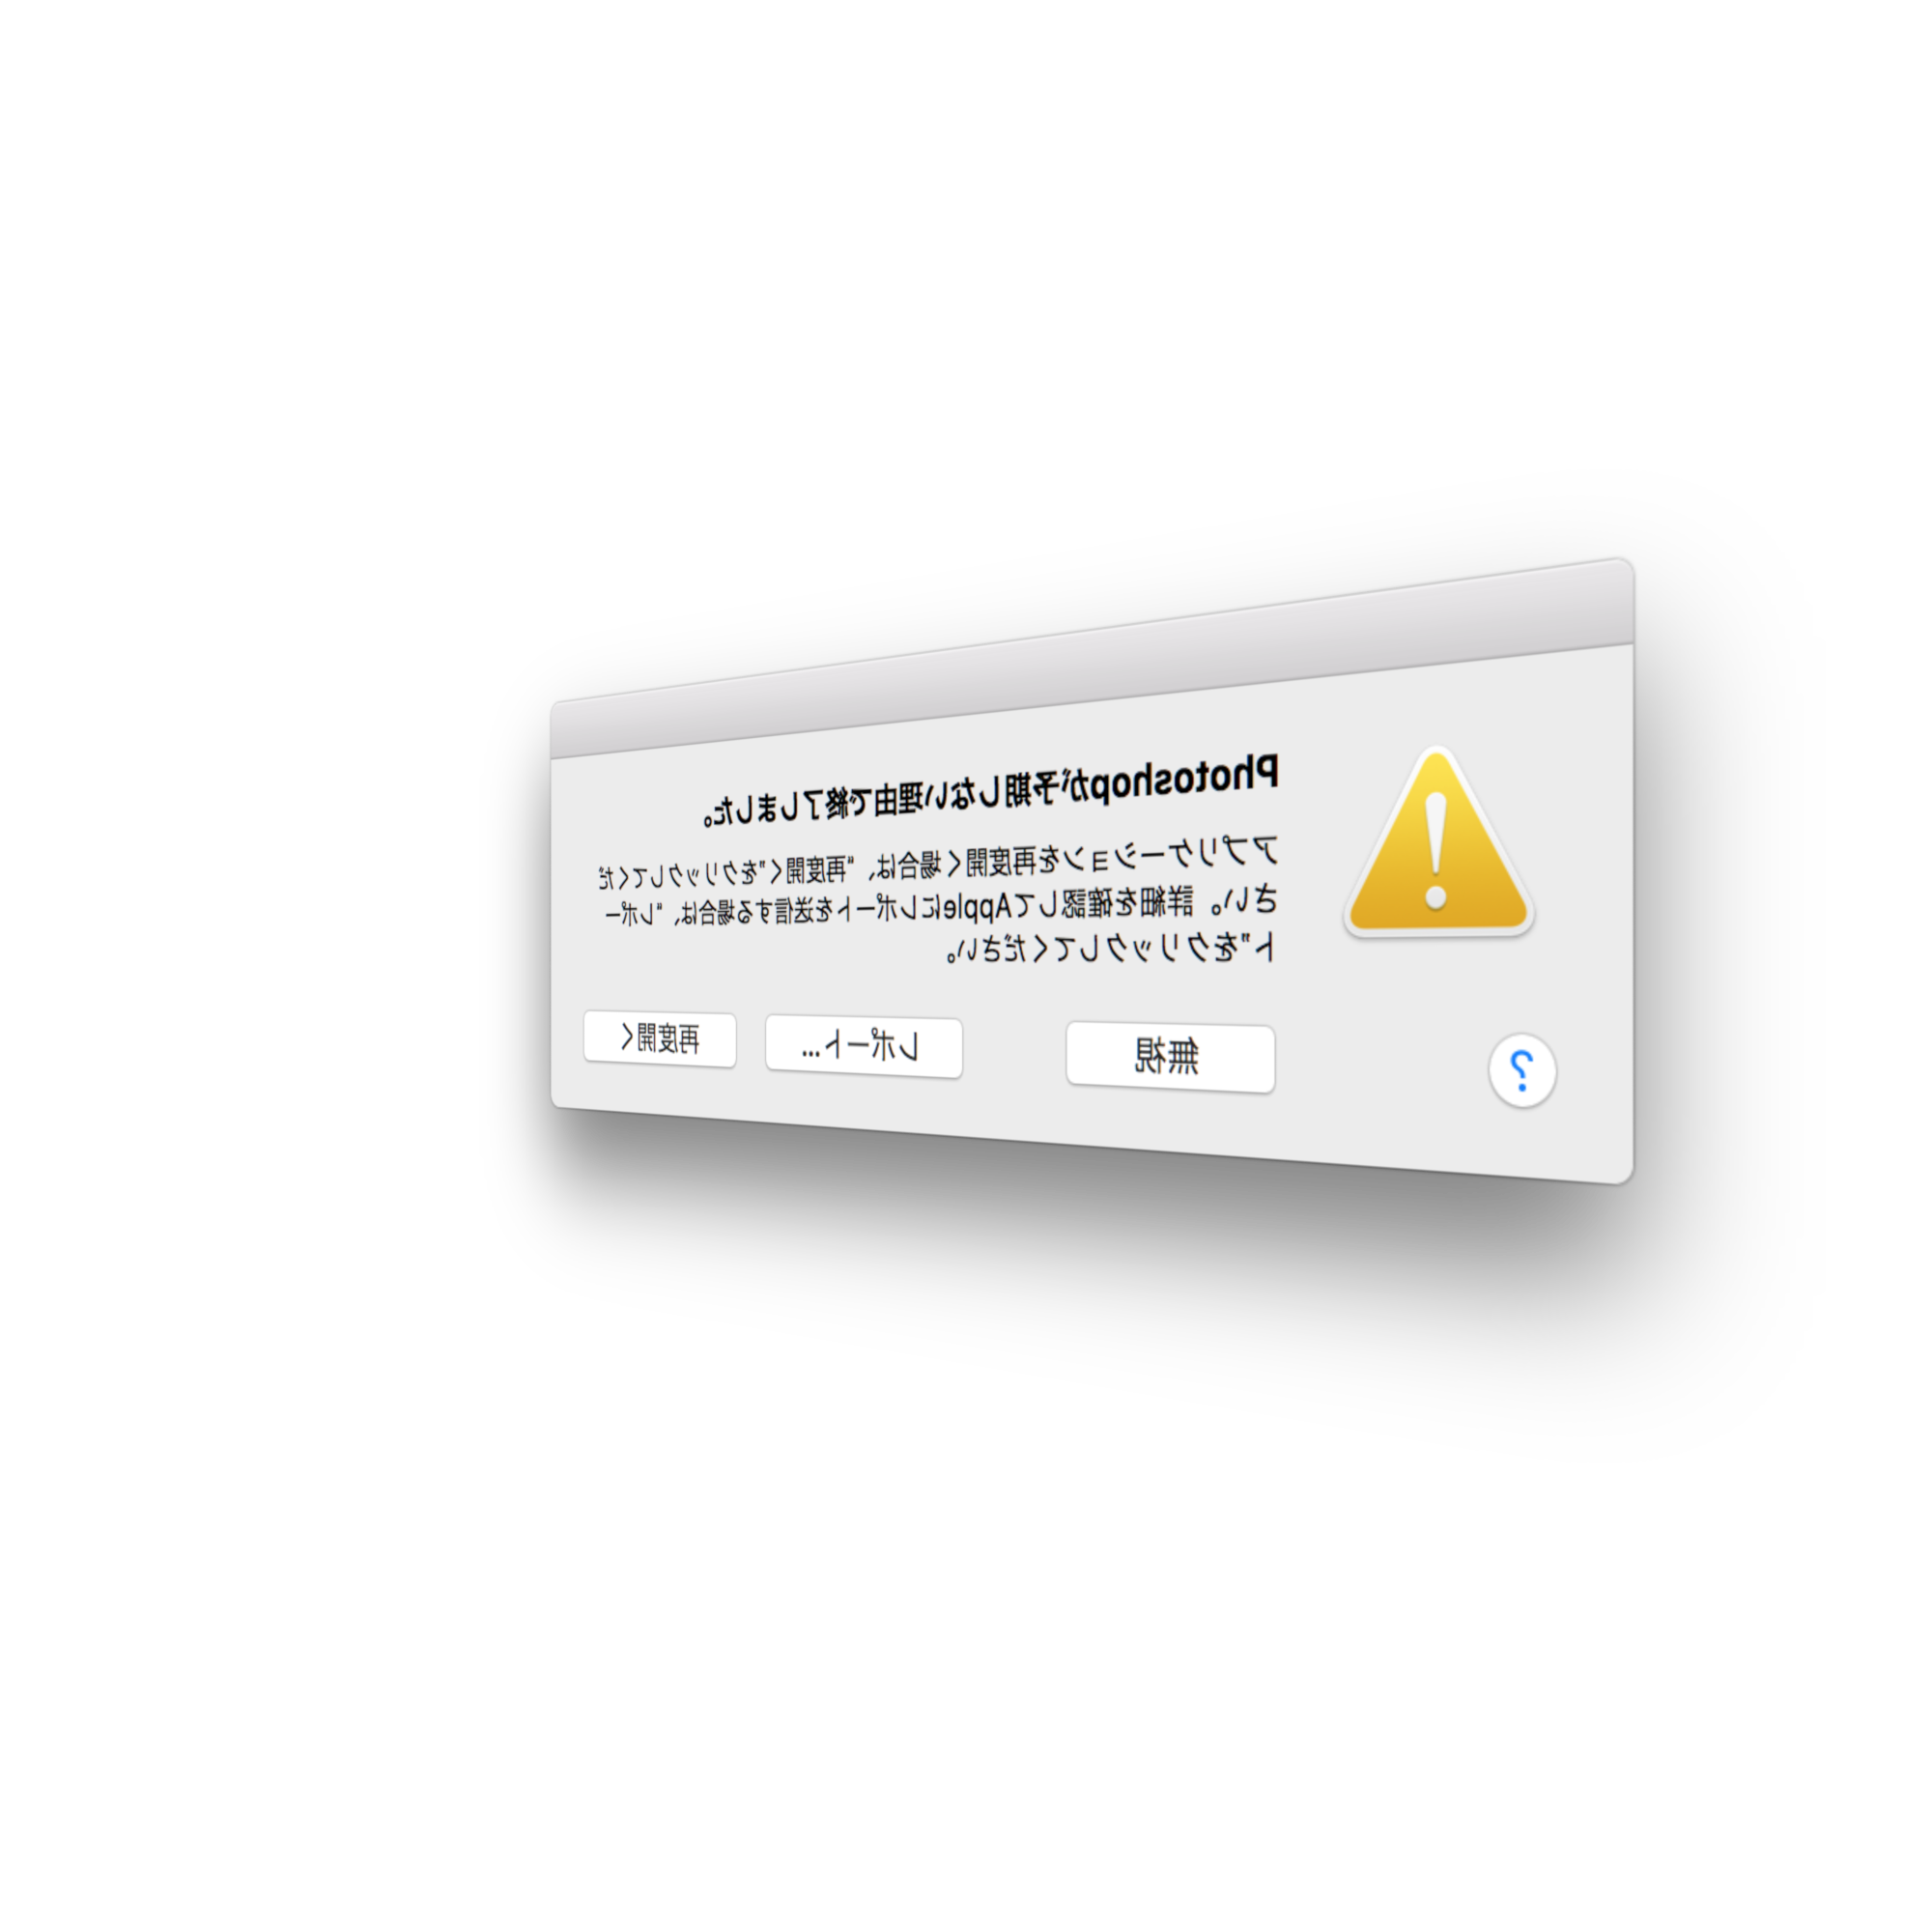 Photoshopが予期しない理由で終了しました。
アプリケーションを再度開く場合は、"再度開く"をクリックしてくだ
さい。詳細を確認してAppleにレポートを送信する場合は、"レポー
ト"をクリックしてください。
?
無視
レポート...
再度開く